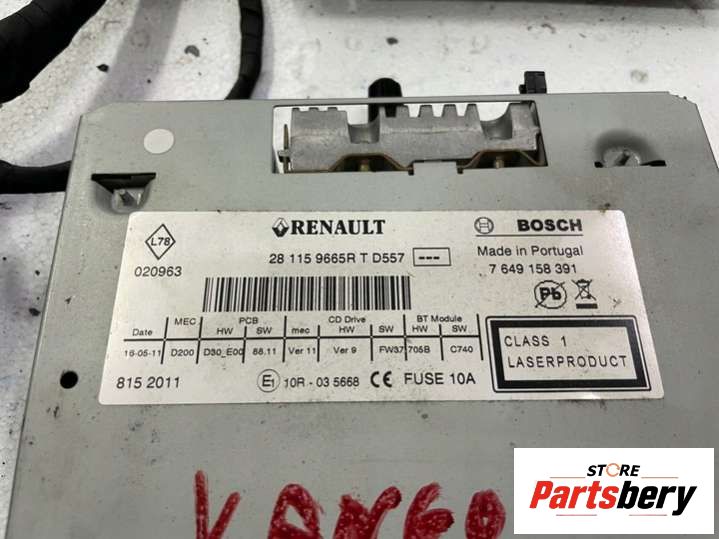 L78
020963
RENAULT
28 115 9665R T D557 ---
BOSCH
Made in Portugal
7 649 158 391
Pb
MEC PCB CD Drive BT Module
Date HW SW mec HW SW HW SW
16-05-11 D200 D30_E00 88.11 Ver 11 Ver 9 FW37 705B C740
815 2011
E1 10R - 03 5668 CE FUSE 10A
CLASS 1
LASERPRODUCT
STORE
Partsbery